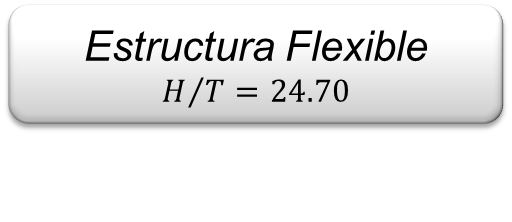 Estructura Flexible
H/T = 24.70